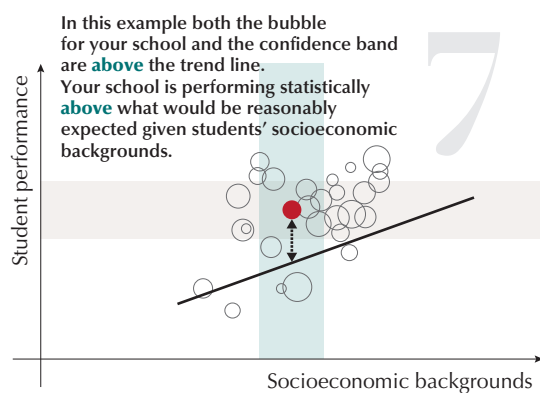 In this example both the bubble
for your school and the confidence band
are above the trend line.
Your school is performing statistically
above what would be reasonably
expected given students' socioeconomic
backgrounds.
7
Student performance
Socioeconomic backgrounds